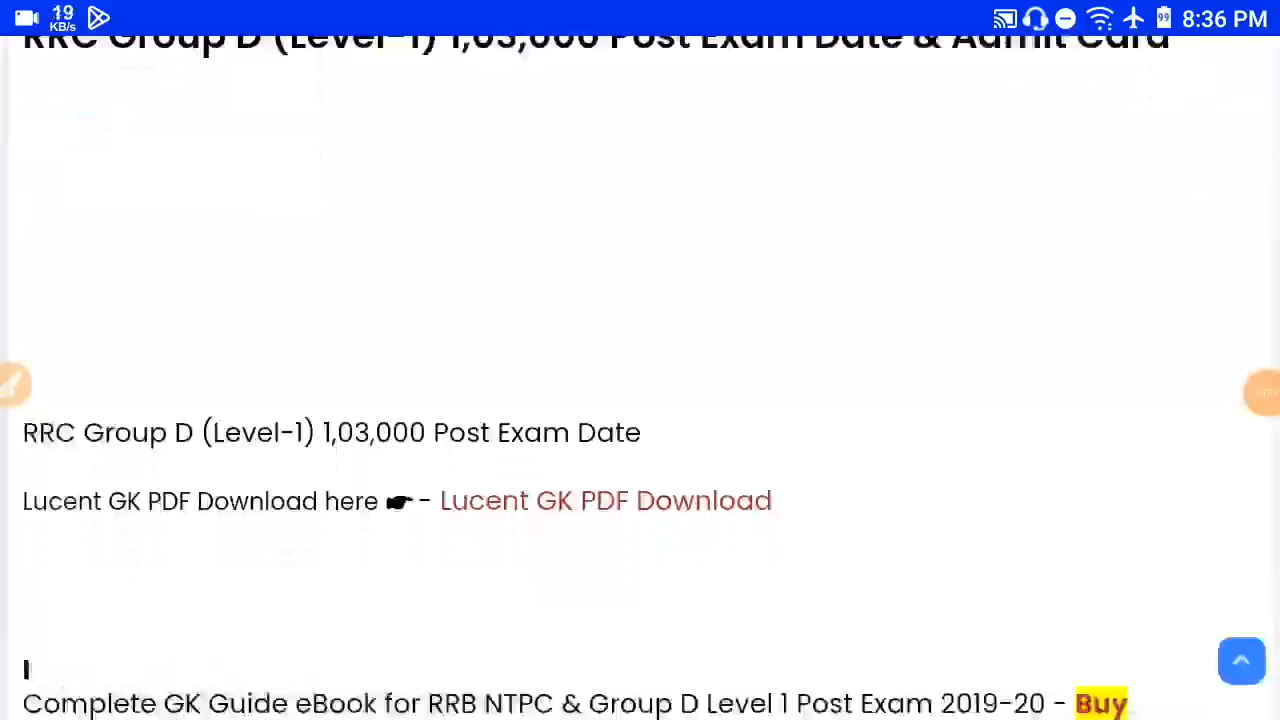 19
KB/s
99
8:36 PM
RRC Group D (Level-1) 1,03,000 Post Exam Date & Admit Card
RRC Group D (Level-1) 1,03,000 Post Exam Date
Lucent GK PDF Download here ☛ - Lucent GK PDF Download
I
Complete GK Guide eBook for RRB NTPC & Group D Level 1 Post Exam 2019-20 - Buy